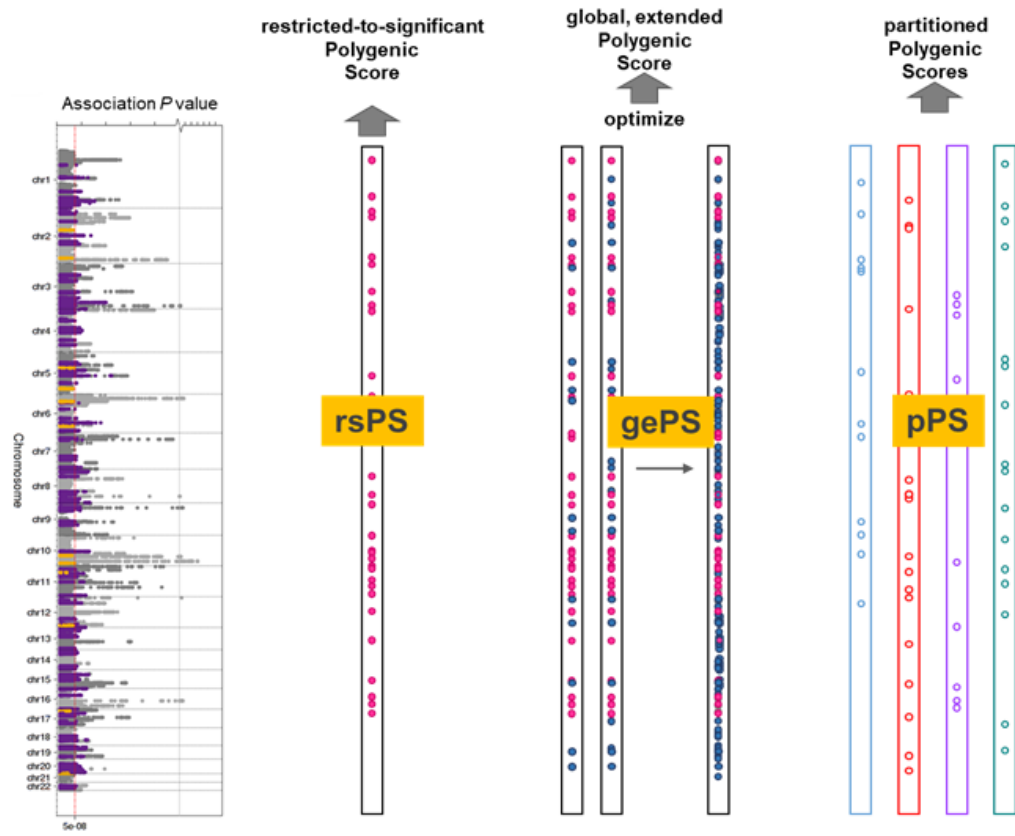 restricted-to-significant
Polygenic
Score
global, extended
Polygenic
Score
optimize
partitioned
Polygenic
Scores
Association P value
chr1
chr2
chr3
chr4
chr5
chr6
chr7
chr8
chr9
chr10
chr11
chr12
chr13
chr14
chr15
chr16
chr17
chr18
chr19
chr20
chr21
chr22
Chromosome
5e-08
rsPS
gePS
pPS